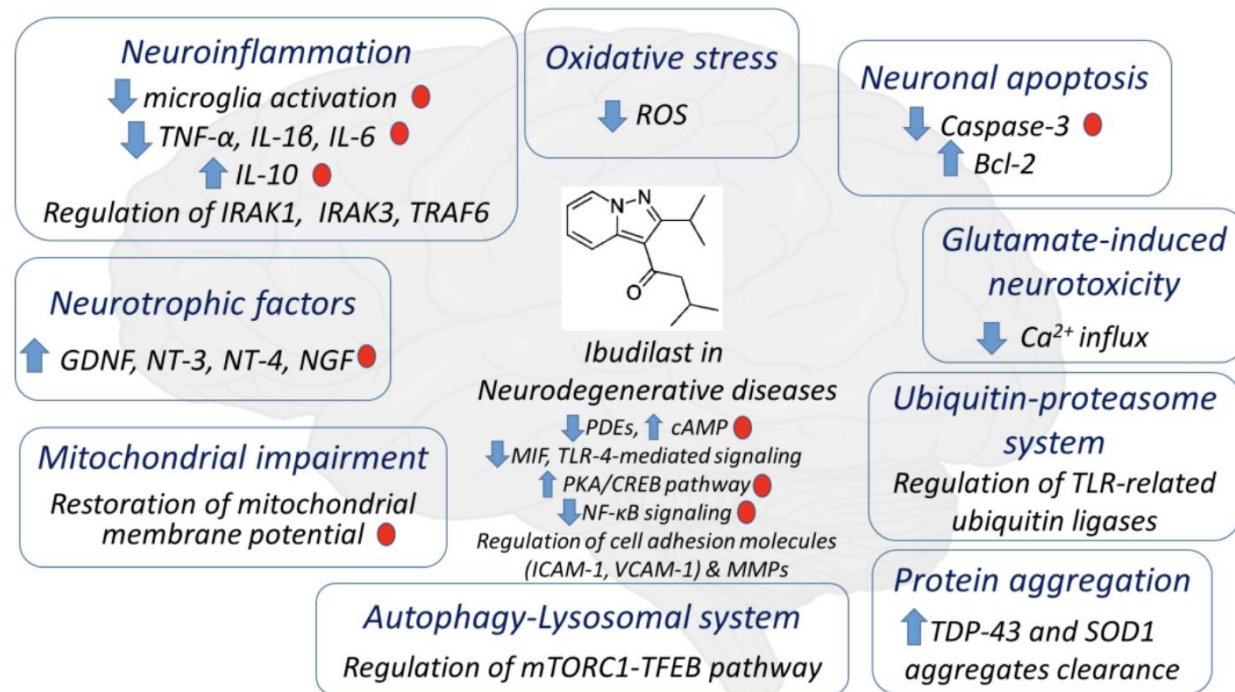 Neuroinflammation
microglia activation
TNF-α, IL-1β, IL-6
IL-10
Regulation of IRAK1, IRAK3, TRAF6
Oxidative stress
ROS
Neuronal apoptosis
Caspase-3
Bcl-2
Glutamate-induced
neurotoxicity
Ca²⁺ influx
Neurotrophic factors
GDNF, NT-3, NT-4, NGF
Mitochondrial impairment
Restoration of mitochondrial
membrane potential
N
N
O
Ibudilast in
Neurodegenerative diseases
PDEs, cAMP
MIF, TLR-4-mediated signaling
PKA/CREB pathway
NF-κB signaling
Regulation of cell adhesion molecules
(ICAM-1, VCAM-1) & MMPs
Ubiquitin-proteasome
system
Regulation of TLR-related
ubiquitin ligases
Protein aggregation
TDP-43 and SOD1
aggregates clearance
Autophagy-Lysosomal system
Regulation of mTORC1-TFEB pathway